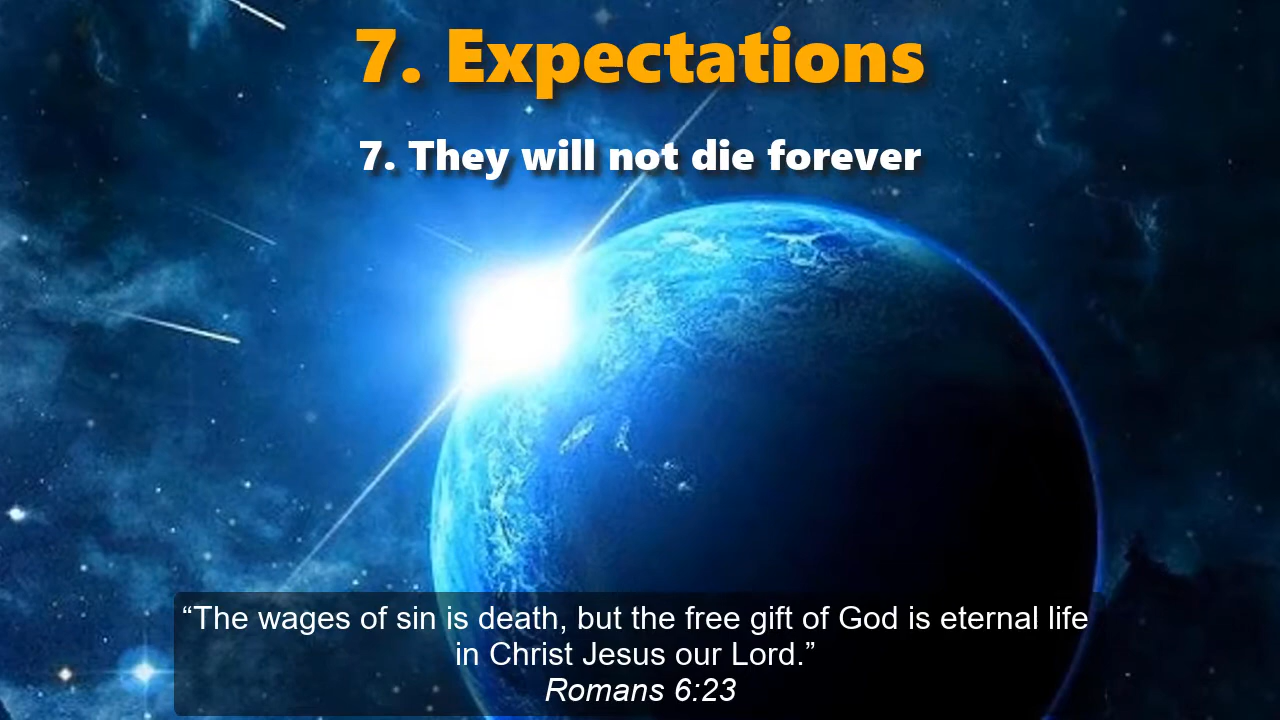 7. Expectations
7. They will not die forever
“The wages of sin is death, but the free gift of God is eternal life
in Christ Jesus our Lord.”
Romans 6:23